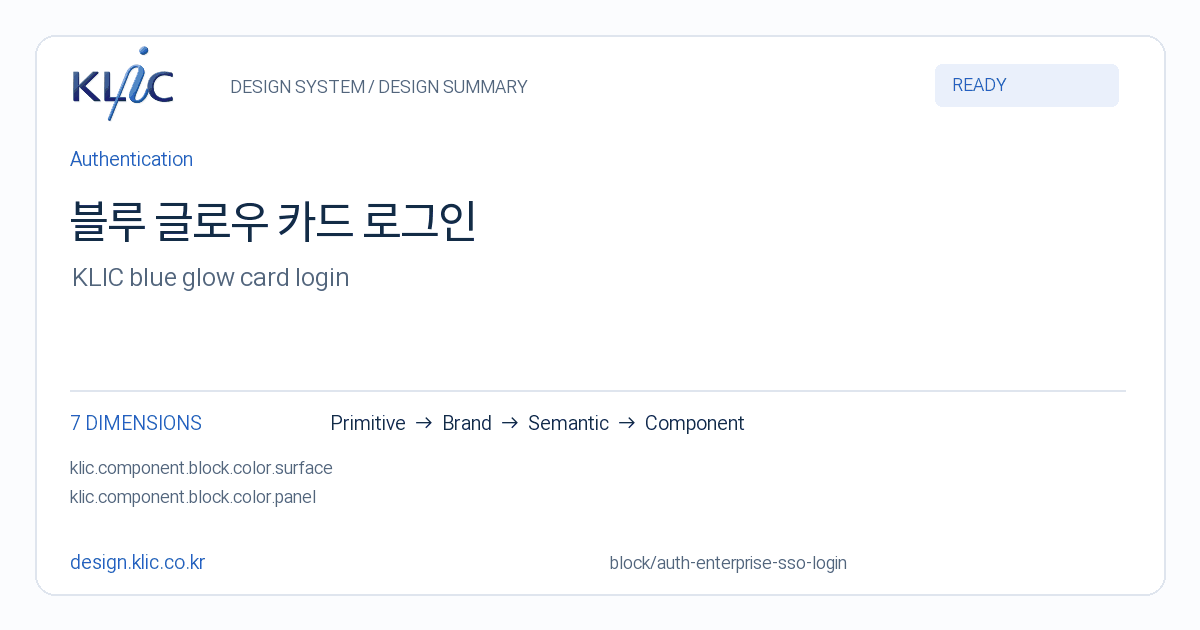 KLIC
DESIGN SYSTEM / DESIGN SUMMARY
READY
Authentication
블루 글로우 카드 로그인
KLIC blue glow card login
7 DIMENSIONS
Primitive → Brand → Semantic → Component
klic.component.block.color.surface
klic.component.block.color.panel
design.klic.co.kr
block/auth-enterprise-sso-login